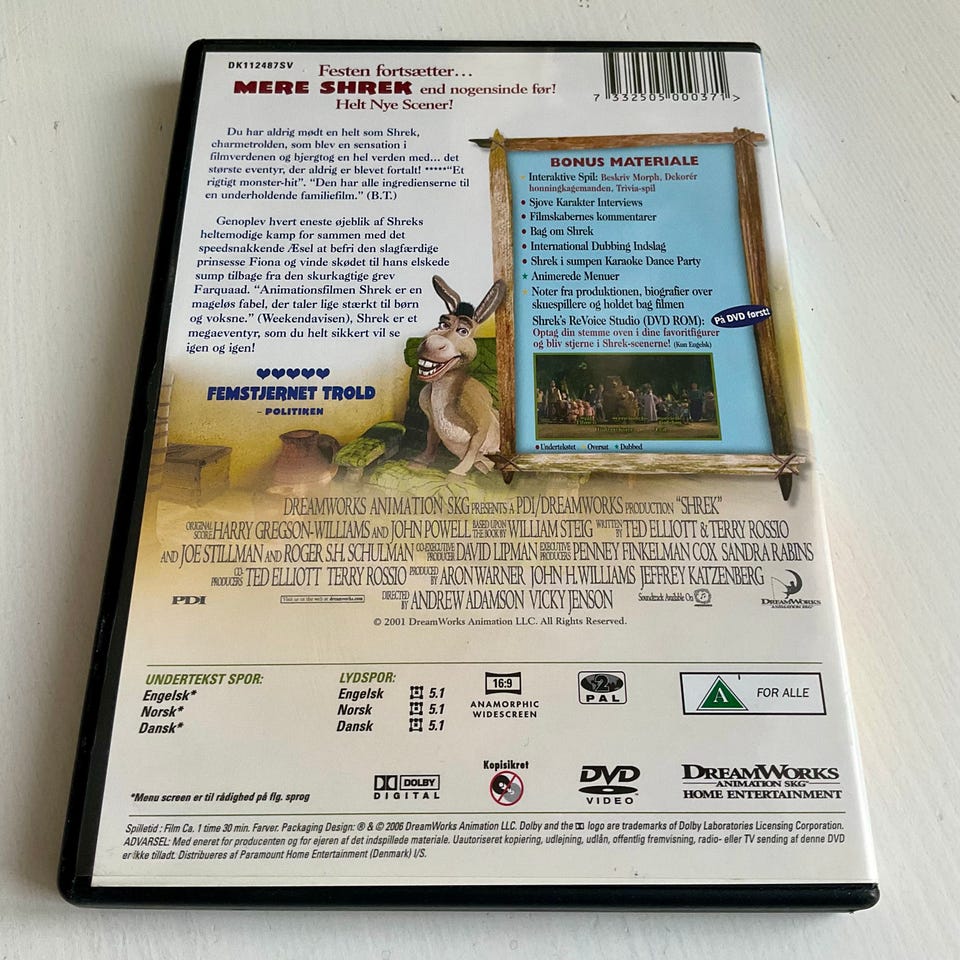 DK112487SV
Festen fortsætter...
MERE SHREK end nogensinde før!
Helt Nye Scener!
7 332505 000371 >
Du har aldrig mødt en helt som Shrek,
charmetrolden, som blev en sensation i
filmverdenen og bjergtog en hel verden med... det
største eventyr, der aldrig er blevet fortalt! *****"Et
rigtigt monster-hit". "Den har alle ingredienserne til
en underholdende familiefilm." (B.T.)
Genoplev hvert eneste øjeblik af Shreks
heltemodige kamp for sammen med det
speedsnakkende Æsel at befri den slagfærdige
prinsesse Fiona og vinde skødet til hans elskede
sump tilbage fra den skurkagtige grev
Farquaad. "Animationsfilmen Shrek er en
mageløs fabel, der taler lige stærkt til børn
og voksne." (Weekendavisen), Shrek er et
megaeventyr, som du helt sikkert vil se
igen og igen!
FEMSTJERNET TROLD
- POLITIKEN
BONUS MATERIALE
Interaktive Spil: Beskriv Morph, Dekorér
honningkagemanden, Trivia-spil
• Sjove Karakter Interviews
• Filmskabernes kommentarer
• Bag om Shrek
• International Dubbing Indslag
• Shrek i sumpen Karaoke Dance Party
* Animerede Menuer
Noter fra produktionen, biografier over
skuespillere og holdet bag filmen
Shrek's ReVoice Studio (DVD ROM):
På DVD først!
Optag din stemme oven i dine favoritfigurer
og bliv stjerne i Shrek-scenerne! (Kun Engelsk)
• Undertekstet Oversat * Dubbed
DREAMWORKS ANIMATION SKG PRESENTS A PDI/DREAMWORKS PRODUCTION "SHREK"
ORIGINAL SCORE HARRY GREGSON-WILLIAMS AND JOHN POWELL BASED UPON THE BOOK BY WILLIAM STEIG WRITTEN BY TED ELLIOTT & TERRY ROSSIO
AND JOE STILLMAN AND ROGER S.H. SCHULMAN CO-EXECUTIVE PRODUCER DAVID LIPMAN EXECUTIVE PRODUCERS PENNEY FINKELMAN COX SANDRA RABINS
CO-PRODUCERS TED ELLIOTT TERRY ROSSIO PRODUCED BY ARON WARNER JOHN H. WILLIAMS JEFFREY KATZENBERG
DIRECTED BY ANDREW ADAMSON VICKY JENSON
PDI
Visit us on the web at dreamworks.com
Soundtrack Available On
DREAMWORKS
ANIMATION SKG
© 2001 DreamWorks Animation LLC. All Rights Reserved.
UNDERTEKST SPOR:
Engelsk*
Norsk*
Dansk*
LYDSPOR:
Engelsk 5.1
Norsk 5.1
Dansk 5.1
16:9
ANAMORPHIC
WIDESCREEN
2
PAL
A FOR ALLE
*Menu screen er til rådighed på flg. sprog
DOLBY
DIGITAL
Kopisikret
DVD
VIDEO
DREAMWORKS
ANIMATION SKG
HOME ENTERTAINMENT
Spilletid : Film Ca. 1 time 30 min. Farver. Packaging Design: ® & © 2006 DreamWorks Animation LLC. Dolby and the logo are trademarks of Dolby Laboratories Licensing Corporation.
ADVARSEL: Med eneret for producenten og for ejeren af det indspillede materiale. Uautoriseret kopiering, udlejning, udlån, offentlig fremvisning, radio- eller TV sending af denne DVD
er ikke tilladt. Distribueres af Paramount Home Entertainment (Denmark) I/S.